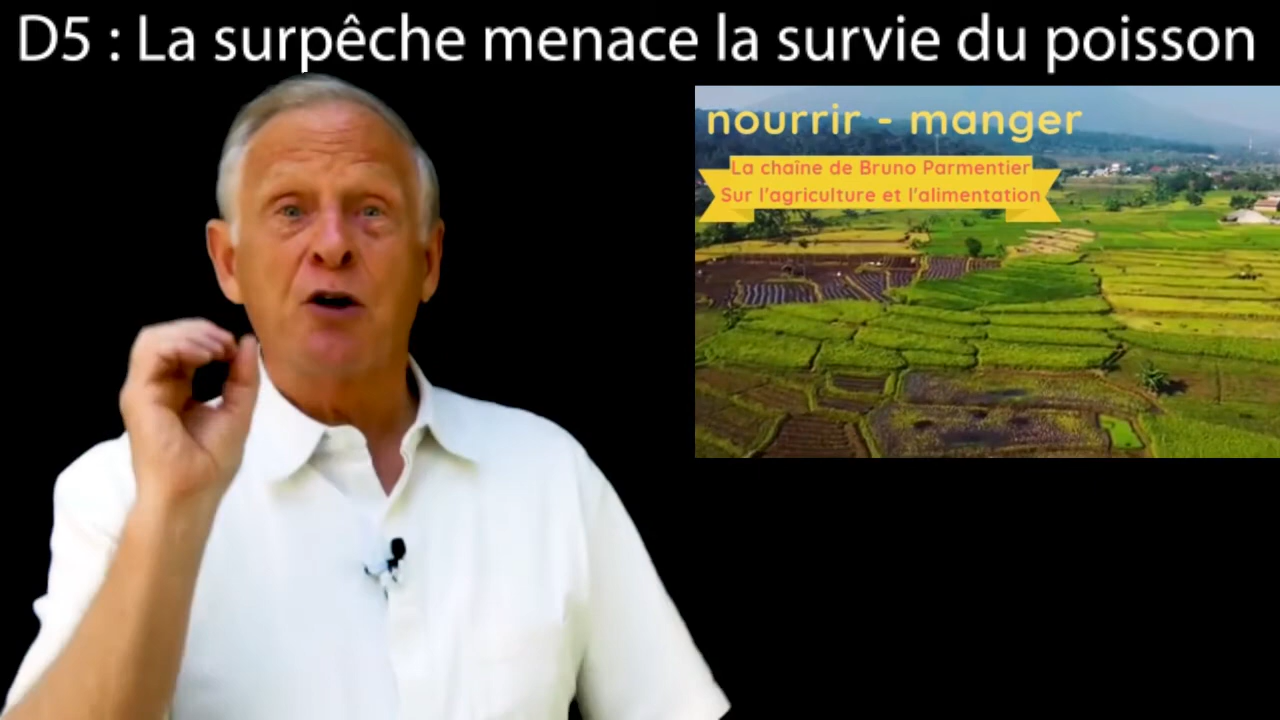 D5 : La surpêche menace la survie du poisson
nourrir - manger
La chaîne de Bruno Parmentier
Sur l'agriculture et l'alimentation